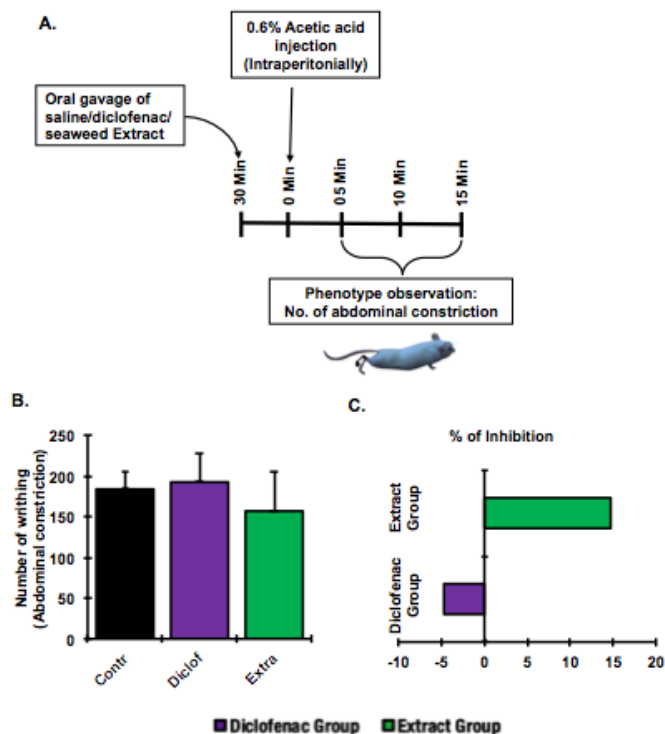 A.
0.6% Acetic acid
injection
(Intraperitonially)
Oral gavage of
saline/diclofenac/
seaweed Extract
30 Min
0 Min
05 Min
10 Min
15 Min
Phenotype observation:
No. of abdominal constriction
B.
Number of writhing
(Abdominal constriction)
250
200
150
100
50
0
Contr
Diclof
Extra
C.
% of Inhibition
Extract
Group
Diclofenac
Group
-10 -5 0 5 10 15 20
Diclofenac Group Extract Group